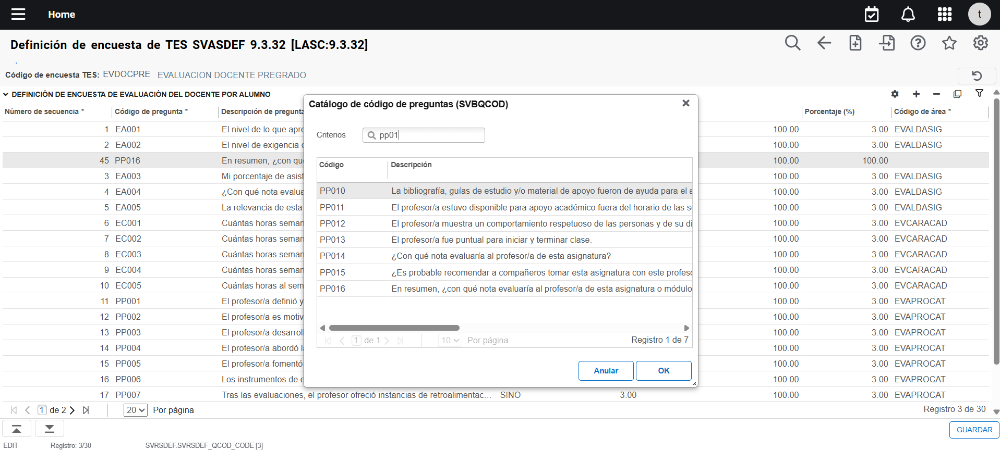 Home
t
Definición de encuesta de TES SVASDEF 9.3.32 [LASC:9.3.32]
Código de encuesta TES: EVDOCPRE EVALUACION DOCENTE PREGRADO
DEFINICIÓN DE ENCUESTA DE EVALUACIÓN DEL DOCENTE POR ALUMNO
Número de secuencia * Código de pregunta * Descripción de pregunta Porcentaje (%) Código de área *
1 EA001 El nivel de lo que apre 100.00 3.00 EVALDASIG
2 EA002 El nivel de exigencia 100.00 3.00 EVALDASIG
45 PP016 En resumen, ¿con qu 100.00 100.00
3 EA003 Mi porcentaje de asist 100.00 3.00 EVALDASIG
4 EA004 ¿Con qué nota evalua 100.00 3.00 EVALDASIG
5 EA005 La relevancia de esta 100.00 3.00 EVALDASIG
6 EC001 Cuántas horas seman 100.00 3.00 EVCARACAD
7 EC002 Cuántas horas seman 100.00 3.00 EVCARACAD
8 EC003 Cuántas horas seman 100.00 3.00 EVCARACAD
9 EC004 Cuántas horas seman 100.00 3.00 EVCARACAD
10 EC005 Cuántas horas al sem 100.00 3.00 EVCARACAD
11 PP001 El profesor/a definió y 100.00 3.00 EVAPROCAT
12 PP002 El profesor/a es motiv 100.00 3.00 EVAPROCAT
13 PP003 El profesor/a desarrol 100.00 3.00 EVAPROCAT
14 PP004 El profesor/a abordó l 100.00 3.00 EVAPROCAT
15 PP005 El profesor/a fomentó 100.00 3.00 EVAPROCAT
16 PP006 Los instrumentos de e 100.00 3.00 EVAPROCAT
17 PP007 Tras las evaluaciones, el profesor ofreció instancias de retroalimentac... SINO 3.00 100.00 3.00 EVAPROCAT
Catálogo de código de preguntas (SVBQCOD)
Criterios pp01
Código Descripción
PP010 La bibliografía, guías de estudio y/o material de apoyo fueron de ayuda para el a
PP011 El profesor/a estuvo disponible para apoyo académico fuera del horario de las s
PP012 El profesor/a muestra un comportamiento respetuoso de las personas y de su di
PP013 El profesor/a fue puntual para iniciar y terminar clase.
PP014 ¿Con qué nota evaluaría al profesor/a de esta asignatura?
PP015 ¿Es probable recomendar a compañeros tomar esta asignatura con este profeso
PP016 En resumen, ¿con qué nota evaluaría al profesor/a de esta asignatura o módulo
1 de 1 10 Por página Registro 1 de 7
Anular OK
1 de 2 20 Por página Registro 3 de 30
GUARDAR
EDIT Registro: 3/30 SVRSDEF.SVRSDEF_QCOD_CODE [3]